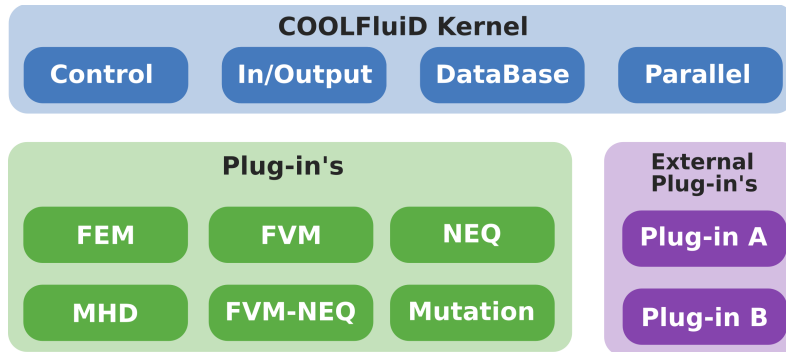 COOLFluiD Kernel
Control In/Output DataBase Parallel
Plug-in's
FEM FVM NEQ
MHD FVM-NEQ Mutation
External
Plug-in's
Plug-in A
Plug-in B